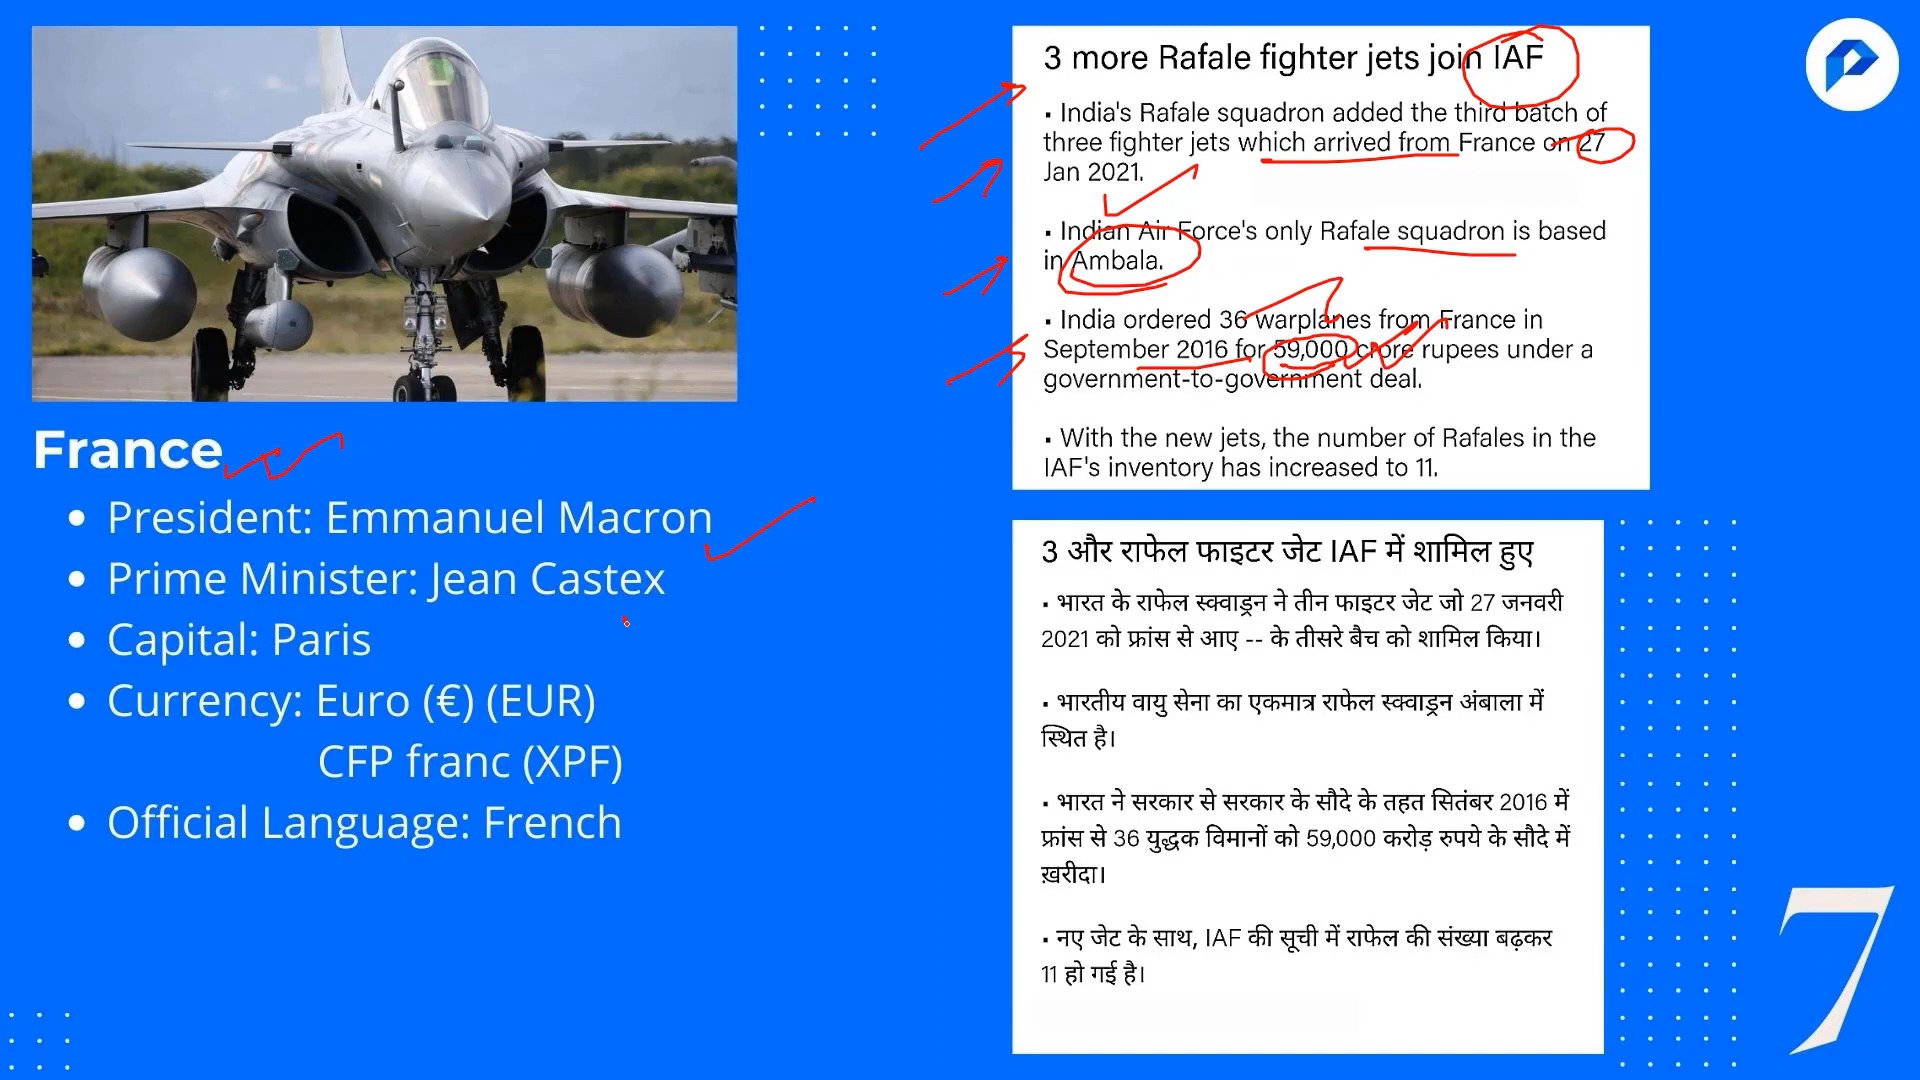 3 more Rafale fighter jets join IAF
▪ India's Rafale squadron added the third batch of
three fighter jets which arrived from France on 27
Jan 2021.
▪ Indian Air Force's only Rafale squadron is based
in Ambala.
▪ India ordered 36 warplanes from France in
September 2016 for 59,000 crore rupees under a
government-to-government deal.
▪ With the new jets, the number of Rafales in the
IAF's inventory has increased to 11.
France
• President: Emmanuel Macron
• Prime Minister: Jean Castex
• Capital: Paris
• Currency: Euro (€) (EUR)
CFP franc (XPF)
• Official Language: French
3 और राफेल फाइटर जेट IAF में शामिल हुए
▪ भारत के राफेल स्क्वाड्रन ने तीन फाइटर जेट जो 27 जनवरी
2021 को फ्रांस से आए -- के तीसरे बैच को शामिल किया।
▪ भारतीय वायु सेना का एकमात्र राफेल स्क्वाड्रन अंबाला में
स्थित है।
▪ भारत ने सरकार से सरकार के सौदे के तहत सितंबर 2016 में
फ्रांस से 36 युद्धक विमानों को 59,000 करोड़ रुपये के सौदे में
ख़रीदा।
▪ नए जेट के साथ, IAF की सूची में राफेल की संख्या बढ़कर
11 हो गई है।
7